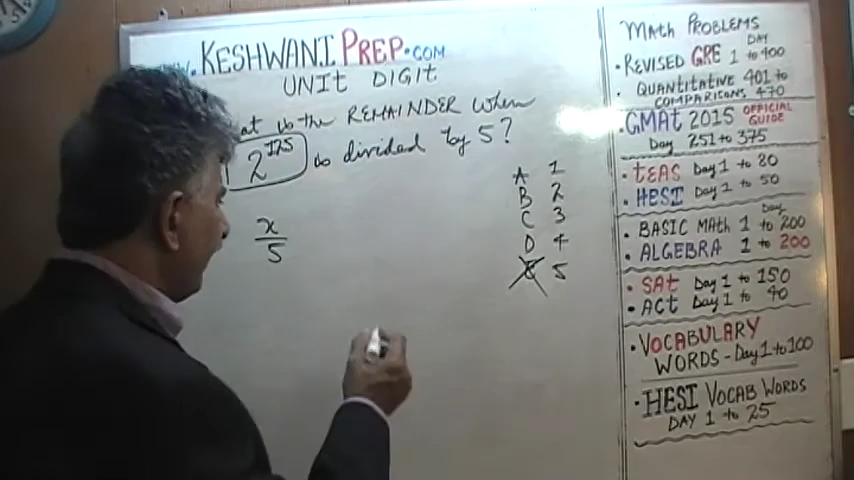 KESHWANI PREP.COM
UNIT DIGIT
at is the REMAINDER when
2^125 is divided by 5?
x
5
A 1
B 2
C 3
D 4
E 5
MATH PROBLEMS
DAY
• REVISED GRE 1 to 400
• QUANTITATIVE 401 to
COMPARISONS, 470
• GMAT 2015 OFFICIAL
GUIDE
Day 251 to 375
• TEAS Day 1 to 80
• HESI Day 1 to 50
Day
• BASIC MATH 1 to 200
• ALGEBRA 1 to 200
• SAT Day 1 to 150
• ACT Day 1 to 40
• VOCABULARY
WORDS - Day 1 to 100
• HESI VOCAB WORDS
DAY 1 to 25